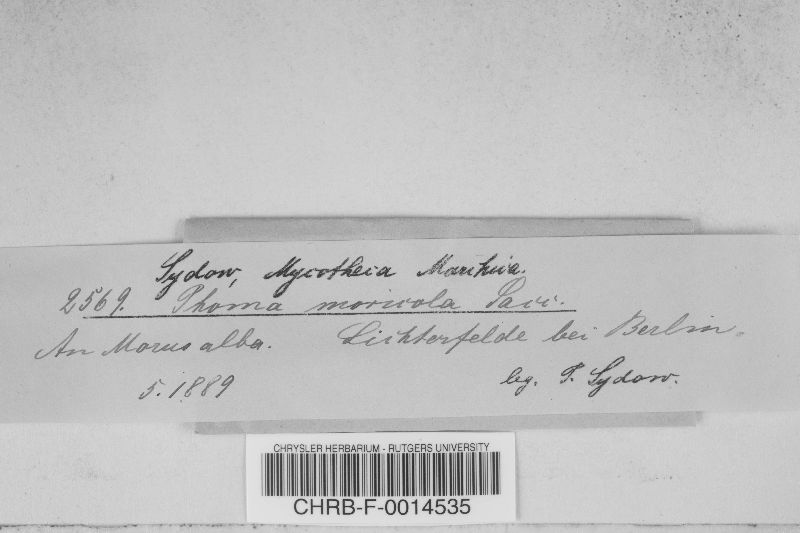 Sydow, Mycotheca Marchica.
2569. Phoma moricola Sacc.
An Morus alba. Lichterfelde bei Berlin.
5. 1889 leg. P. Sydow.
CHRYSLER HERBARIUM - RUTGERS UNIVERSITY
CHRB-F-0014535